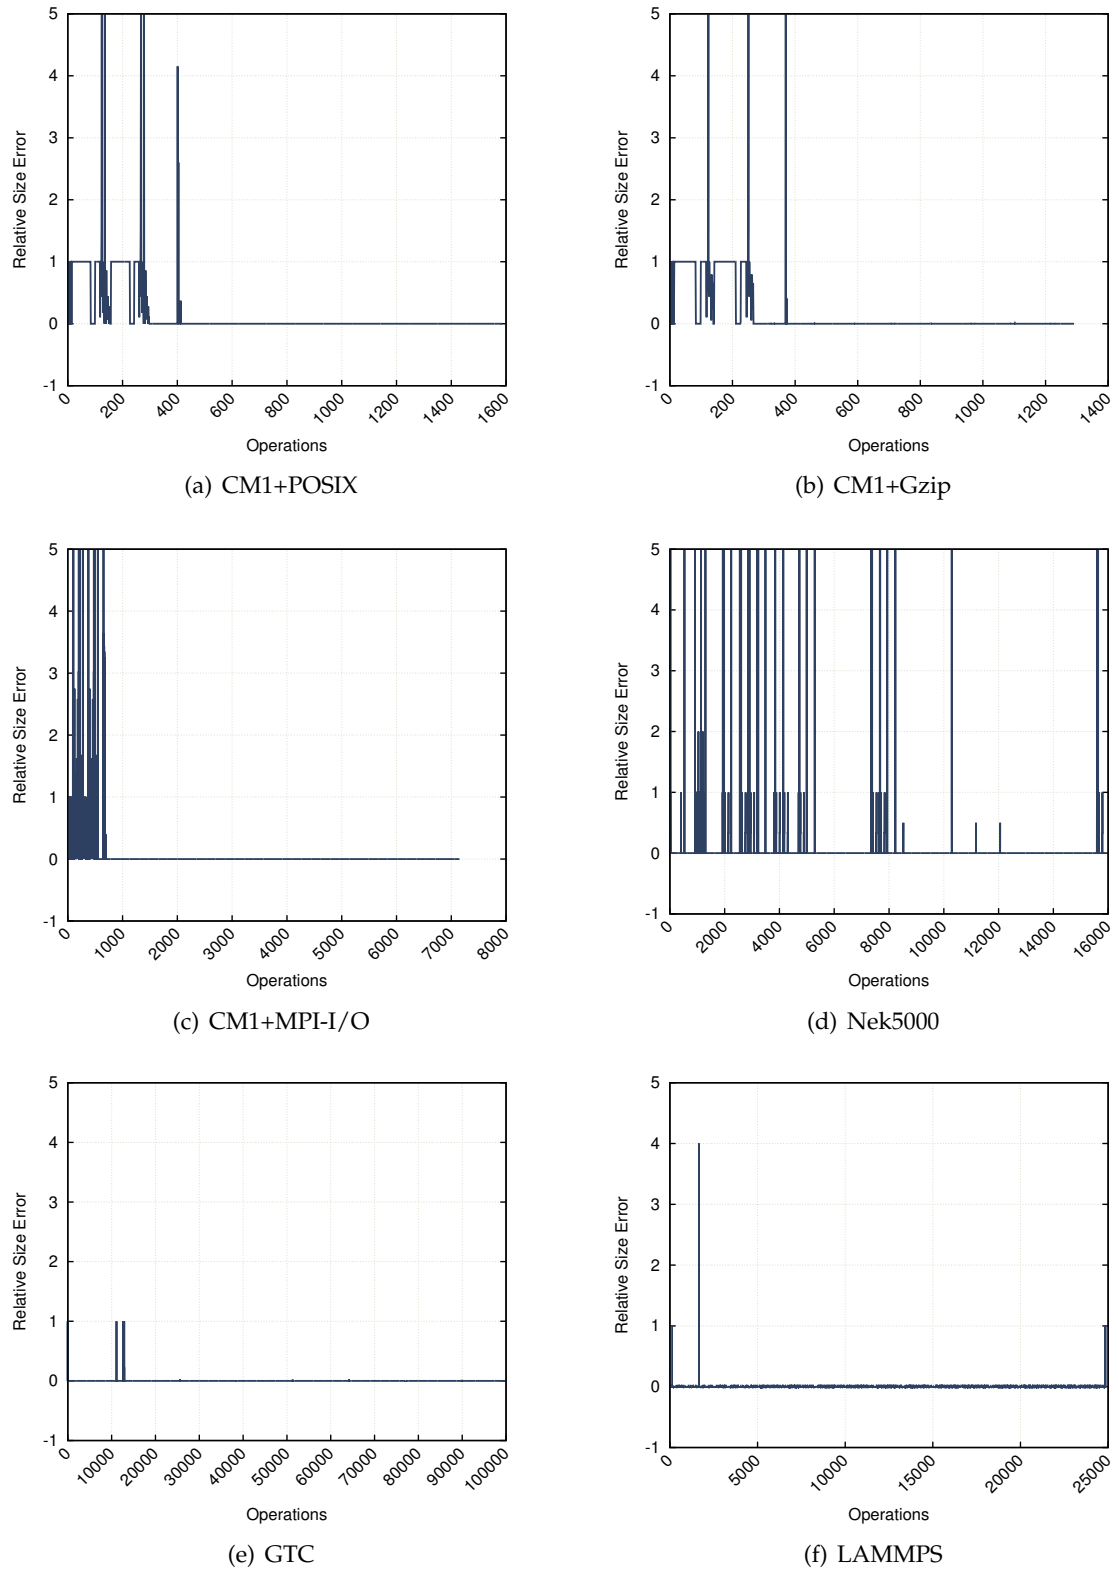 5
4
3
2
1
0
-1
Relative Size Error
0 200 400 600 800 1000 1200 1400 1600
Operations
(a) CM1+POSIX
5
4
3
2
1
0
-1
Relative Size Error
0 200 400 600 800 1000 1200 1400
Operations
(b) CM1+Gzip
5
4
3
2
1
0
-1
Relative Size Error
0 1000 2000 3000 4000 5000 6000 7000 8000
Operations
(c) CM1+MPI-I/O
5
4
3
2
1
0
-1
Relative Size Error
0 2000 4000 6000 8000 10000 12000 14000 16000
Operations
(d) Nek5000
5
4
3
2
1
0
-1
Relative Size Error
0 10000 20000 30000 40000 50000 60000 70000 80000 90000 100000
Operations
(e) GTC
5
4
3
2
1
0
-1
Relative Size Error
0 5000 10000 15000 20000 25000
Operations
(f) LAMMPS